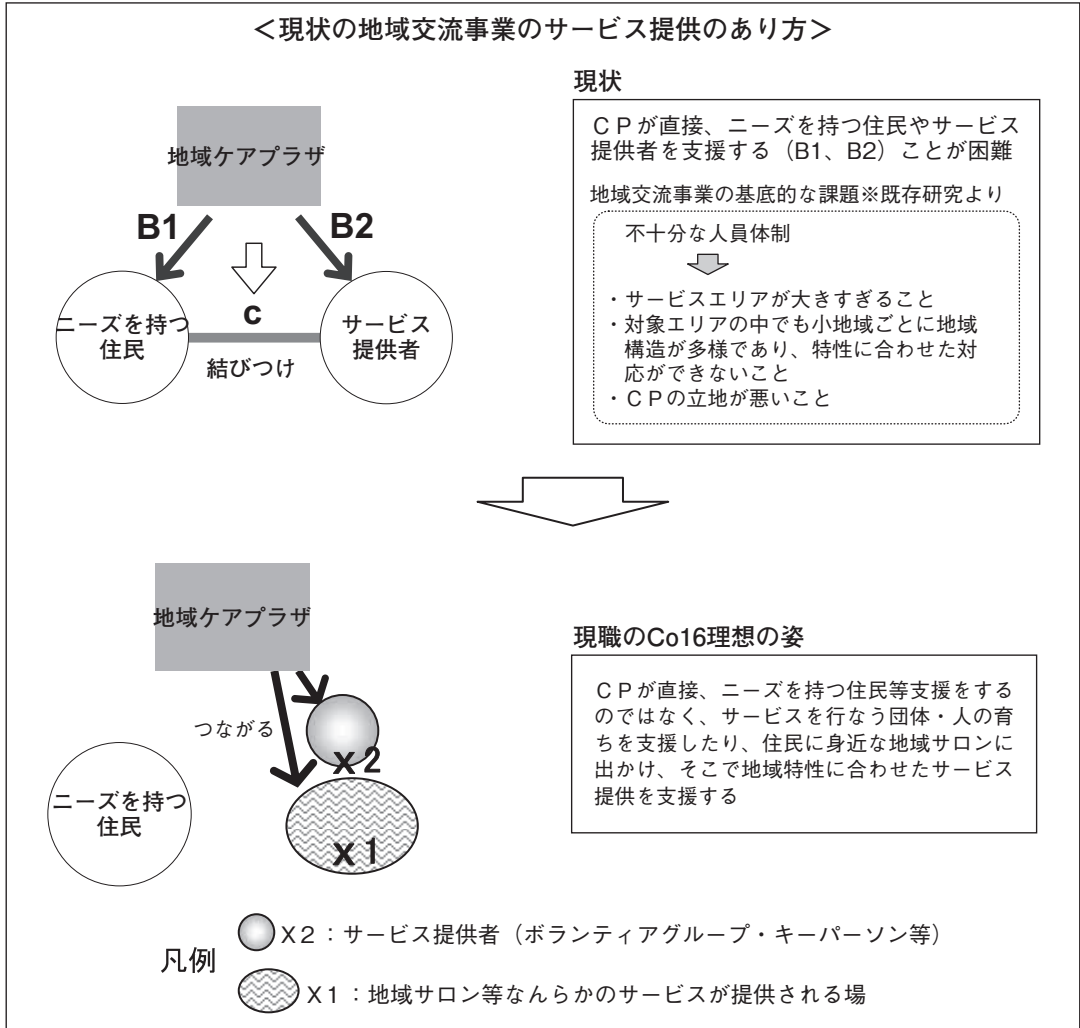 ＜現状の地域交流事業のサービス提供のあり方＞
地域ケアプラザ
B1
B2
c
ニーズを持つ
住民
サービス
提供者
結びつけ
現状
ＣＰが直接、ニーズを持つ住民やサービス
提供者を支援する（B1、B2）ことが困難
地域交流事業の基底的な課題※既存研究より
不十分な人員体制
・サービスエリアが大きすぎること
・対象エリアの中でも小地域ごとに地域
構造が多様であり、特性に合わせた対
応ができないこと
・ＣＰの立地が悪いこと
地域ケアプラザ
つながる
X 2
X 1
ニーズを持つ
住民
現職のCo16理想の姿
ＣＰが直接、ニーズを持つ住民等支援をする
のではなく、サービスを行なう団体・人の育
ちを支援したり、住民に身近な地域サロンに
出かけ、そこで地域特性に合わせたサービス
提供を支援する
凡例
X２：サービス提供者（ボランティアグループ・キーパーソン等）
X１：地域サロン等なんらかのサービスが提供される場